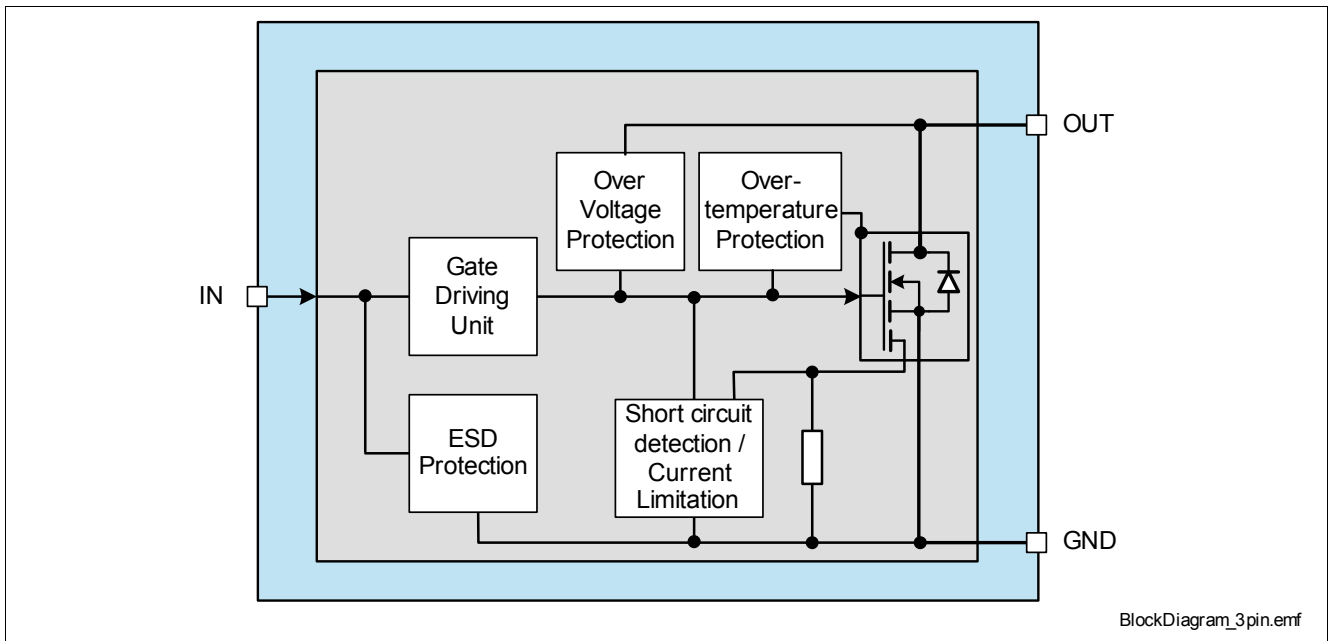 OUT
Over
Voltage
Protection
Over-
temperature
Protection
Gate
Driving
Unit
IN
ESD
Protection
Short circuit
detection /
Current
Limitation
GND
BlockDiagram_3pin.emf